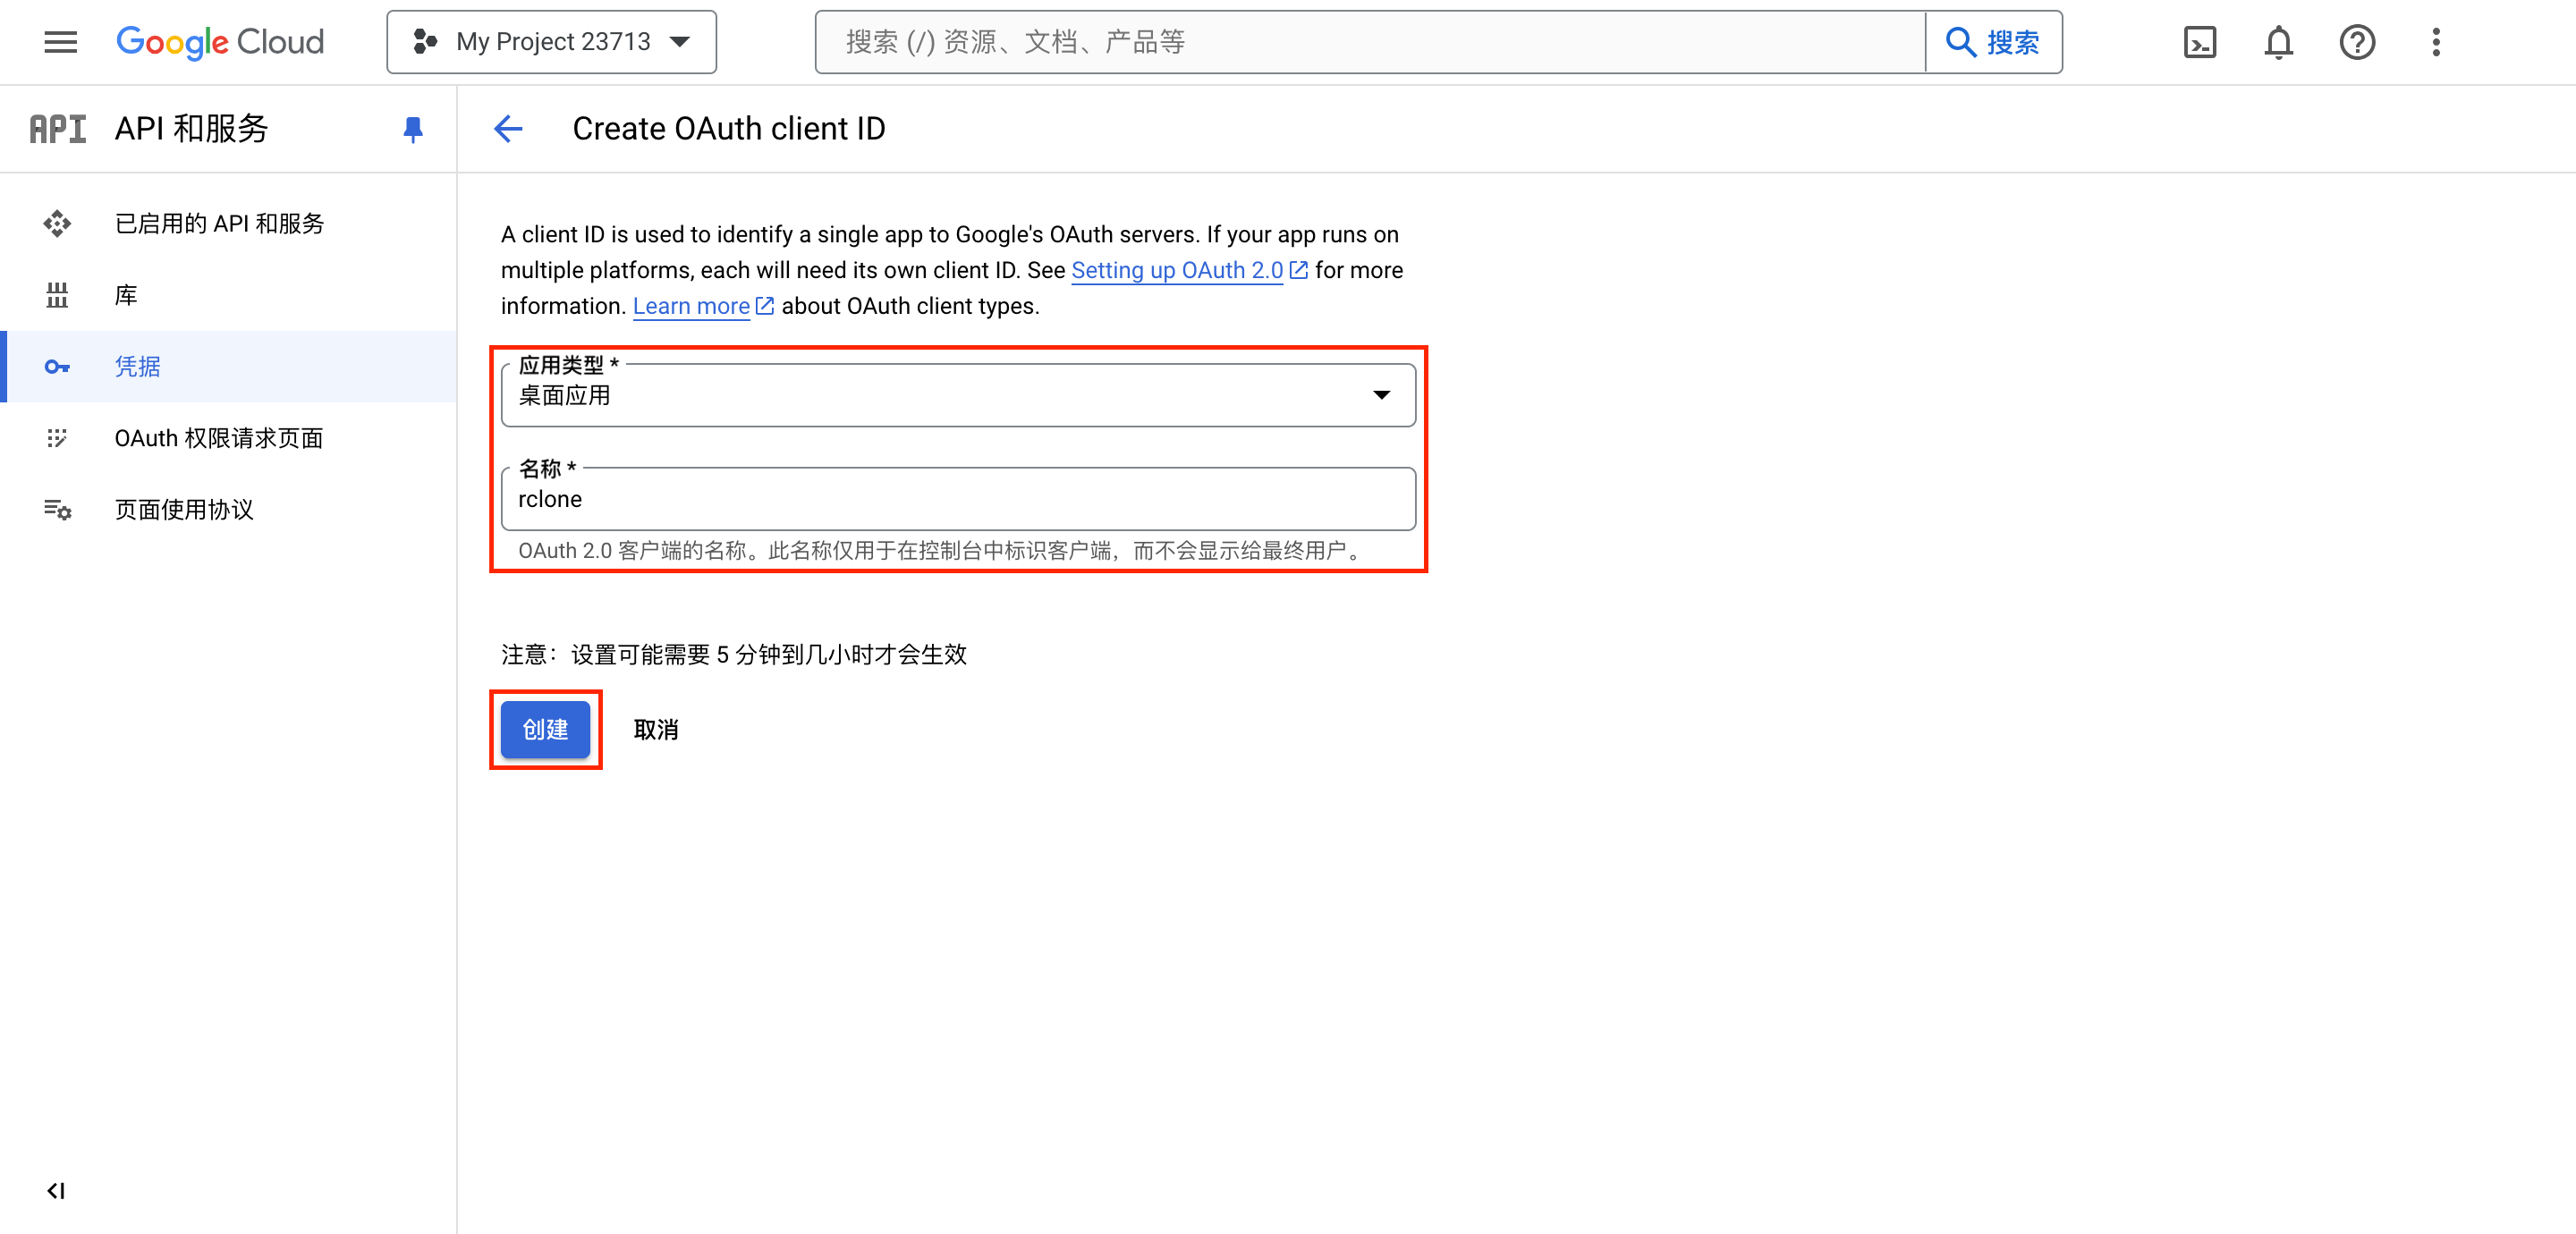 Google Cloud
My Project 23713
搜索 (/) 资源、文档、产品等
搜索
API
API 和服务
Create OAuth client ID
已启用的 API 和服务
库
凭据
OAuth 权限请求页面
页面使用协议
A client ID is used to identify a single app to Google's OAuth servers. If your app runs on
multiple platforms, each will need its own client ID. See Setting up OAuth 2.0 for more
information. Learn more about OAuth client types.
应用类型 *
桌面应用
名称 *
rclone
OAuth 2.0 客户端的名称。此名称仅用于在控制台中标识客户端，而不会显示给最终用户。
注意：设置可能需要 5 分钟到几小时才会生效
创建
取消